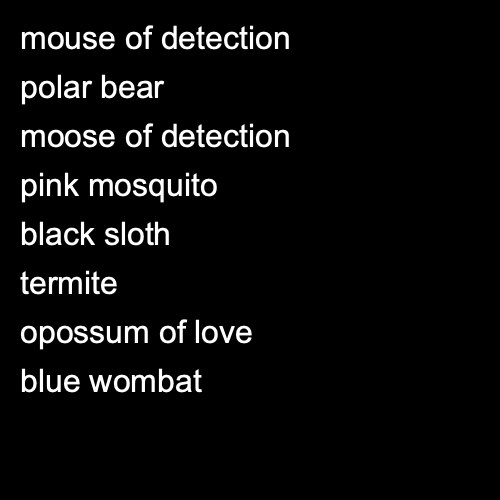 mouse of detection
polar bear
moose of detection
pink mosquito
black sloth
termite
opossum of love
blue wombat